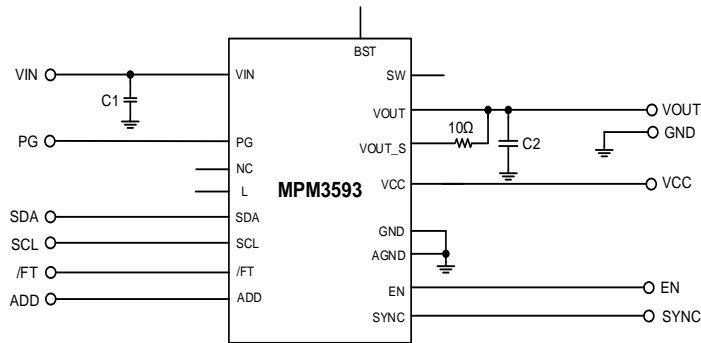 BST
VIN VIN SW
C1 VOUT VOUT
10Ω GND
PG PG VOUT_S C2
NC
L MPM3593 VCC VCC
SDA SDA
SCL SCL GND
/FT /FT AGND
ADD ADD EN EN
SYNC SYNC